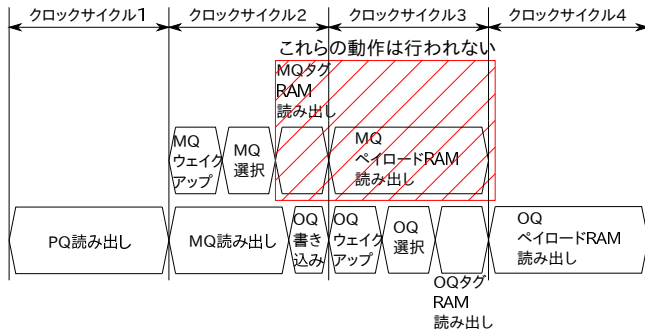 クロックサイクル1
クロックサイクル2
クロックサイクル3
クロックサイクル4
これらの動作は行われない
MQタグ
RAM
読み出し
MQ
ウェイク
アップ
MQ
選択
MQ
ペイロードRAM
読み出し
PQ読み出し
MQ読み出し
OQ
書き
込み
OQ
ウェイク
アップ
OQ
選択
OQタグ
RAM
読み出し
OQ
ペイロードRAM
読み出し